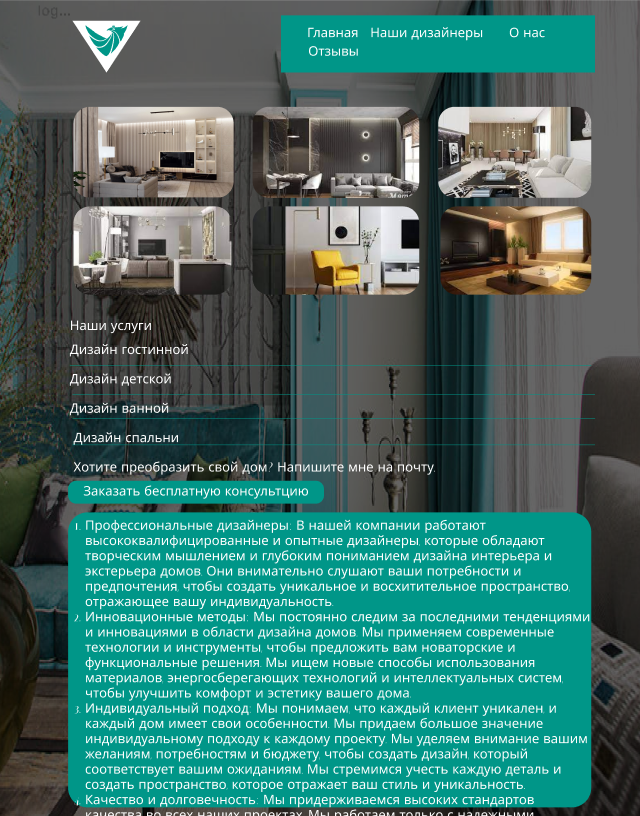 log...
Главная Наши дизайнеры О нас
Отзывы
Наши услуги
Дизайн гостинной
Дизайн детской
Дизайн ванной
Дизайн спальни
Хотите преобразить свой дом? Напишите мне на почту.
Заказать бесплатную консультцию
1. Профессиональные дизайнеры: В нашей компании работают
высококвалифицированные и опытные дизайнеры, которые обладают
творческим мышлением и глубоким пониманием дизайна интерьера и
экстерьера домов. Они внимательно слушают ваши потребности и
предпочтения, чтобы создать уникальное и восхитительное пространство,
отражающее вашу индивидуальность.
2. Инновационные методы: Мы постоянно следим за последними тенденциями
и инновациями в области дизайна домов. Мы применяем современные
технологии и инструменты, чтобы предложить вам новаторские и
функциональные решения. Мы ищем новые способы использования
материалов, энергосберегающих технологий и интеллектуальных систем,
чтобы улучшить комфорт и эстетику вашего дома.
3. Индивидуальный подход: Мы понимаем, что каждый клиент уникален, и
каждый дом имеет свои особенности. Мы придаем большое значение
индивидуальному подходу к каждому проекту. Мы уделяем внимание вашим
желаниям, потребностям и бюджету, чтобы создать дизайн, который
соответствует вашим ожиданиям. Мы стремимся учесть каждую деталь и
создать пространство, которое отражает ваш стиль и уникальность.
4. Качество и долговечность: Мы придерживаемся высоких стандартов
качества во всех наших проектах. Мы работаем только с надежными